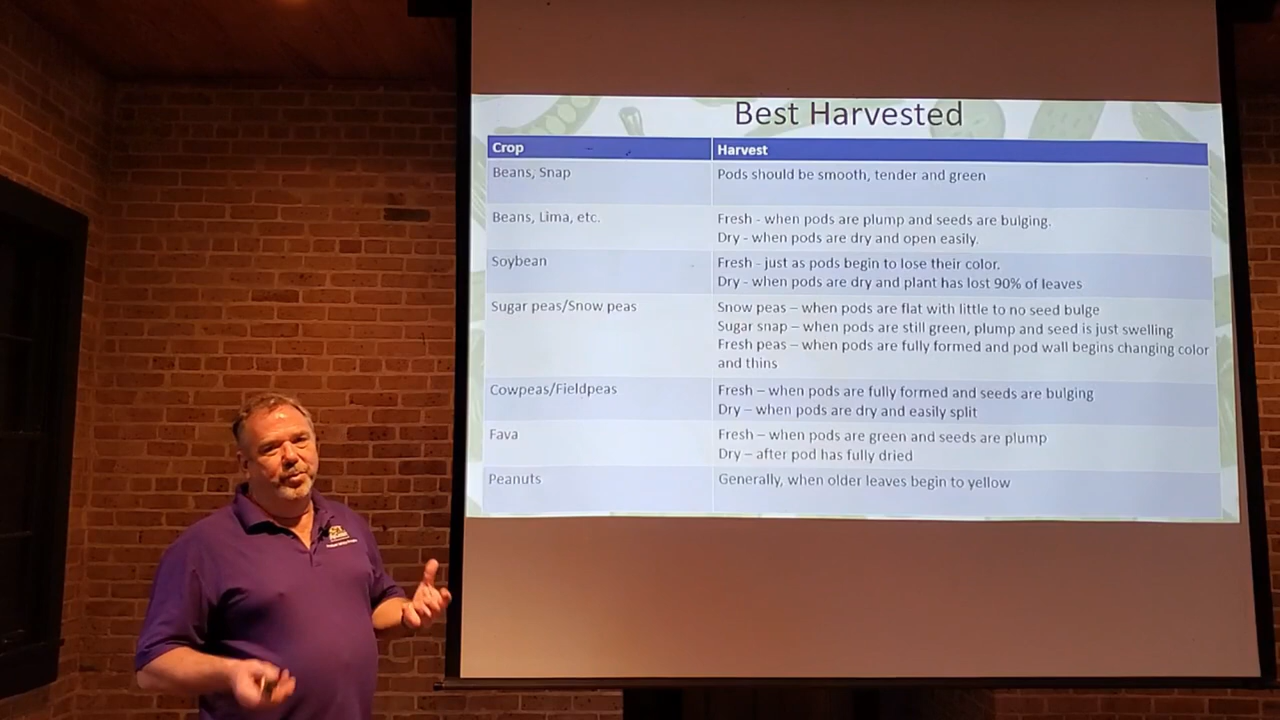 Best Harvested
Crop
Harvest
Beans, Snap
Pods should be smooth, tender and green
Beans, Lima, etc.
Fresh - when pods are plump and seeds are bulging.
Dry - when pods are dry and open easily.
Soybean
Fresh - just as pods begin to lose their color.
Dry - when pods are dry and plant has lost 90% of leaves
Sugar peas/Snow peas
Snow peas – when pods are flat with little to no seed bulge
Sugar snap – when pods are still green, plump and seed is just swelling
Fresh peas – when pods are fully formed and pod wall begins changing color
and thins
Cowpeas/Fieldpeas
Fresh – when pods are fully formed and seeds are bulging
Dry – when pods are dry and easily split
Fava
Fresh – when pods are green and seeds are plump
Dry – after pod has fully dried
Peanuts
Generally, when older leaves begin to yellow